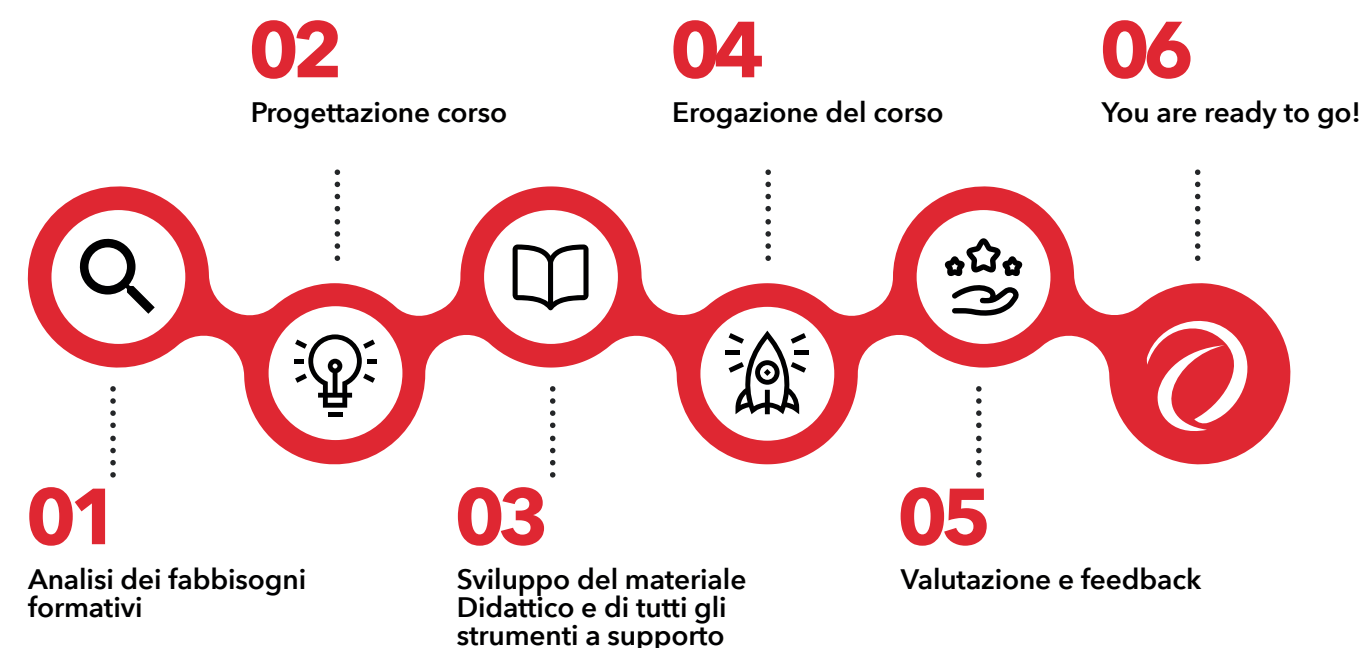 02
Progettazione corso
04
Erogazione del corso
06
You are ready to go!
01
Analisi dei fabbisogni
formativi
03
Sviluppo del materiale
Didattico e di tutti gli
strumenti a supporto
05
Valutazione e feedback